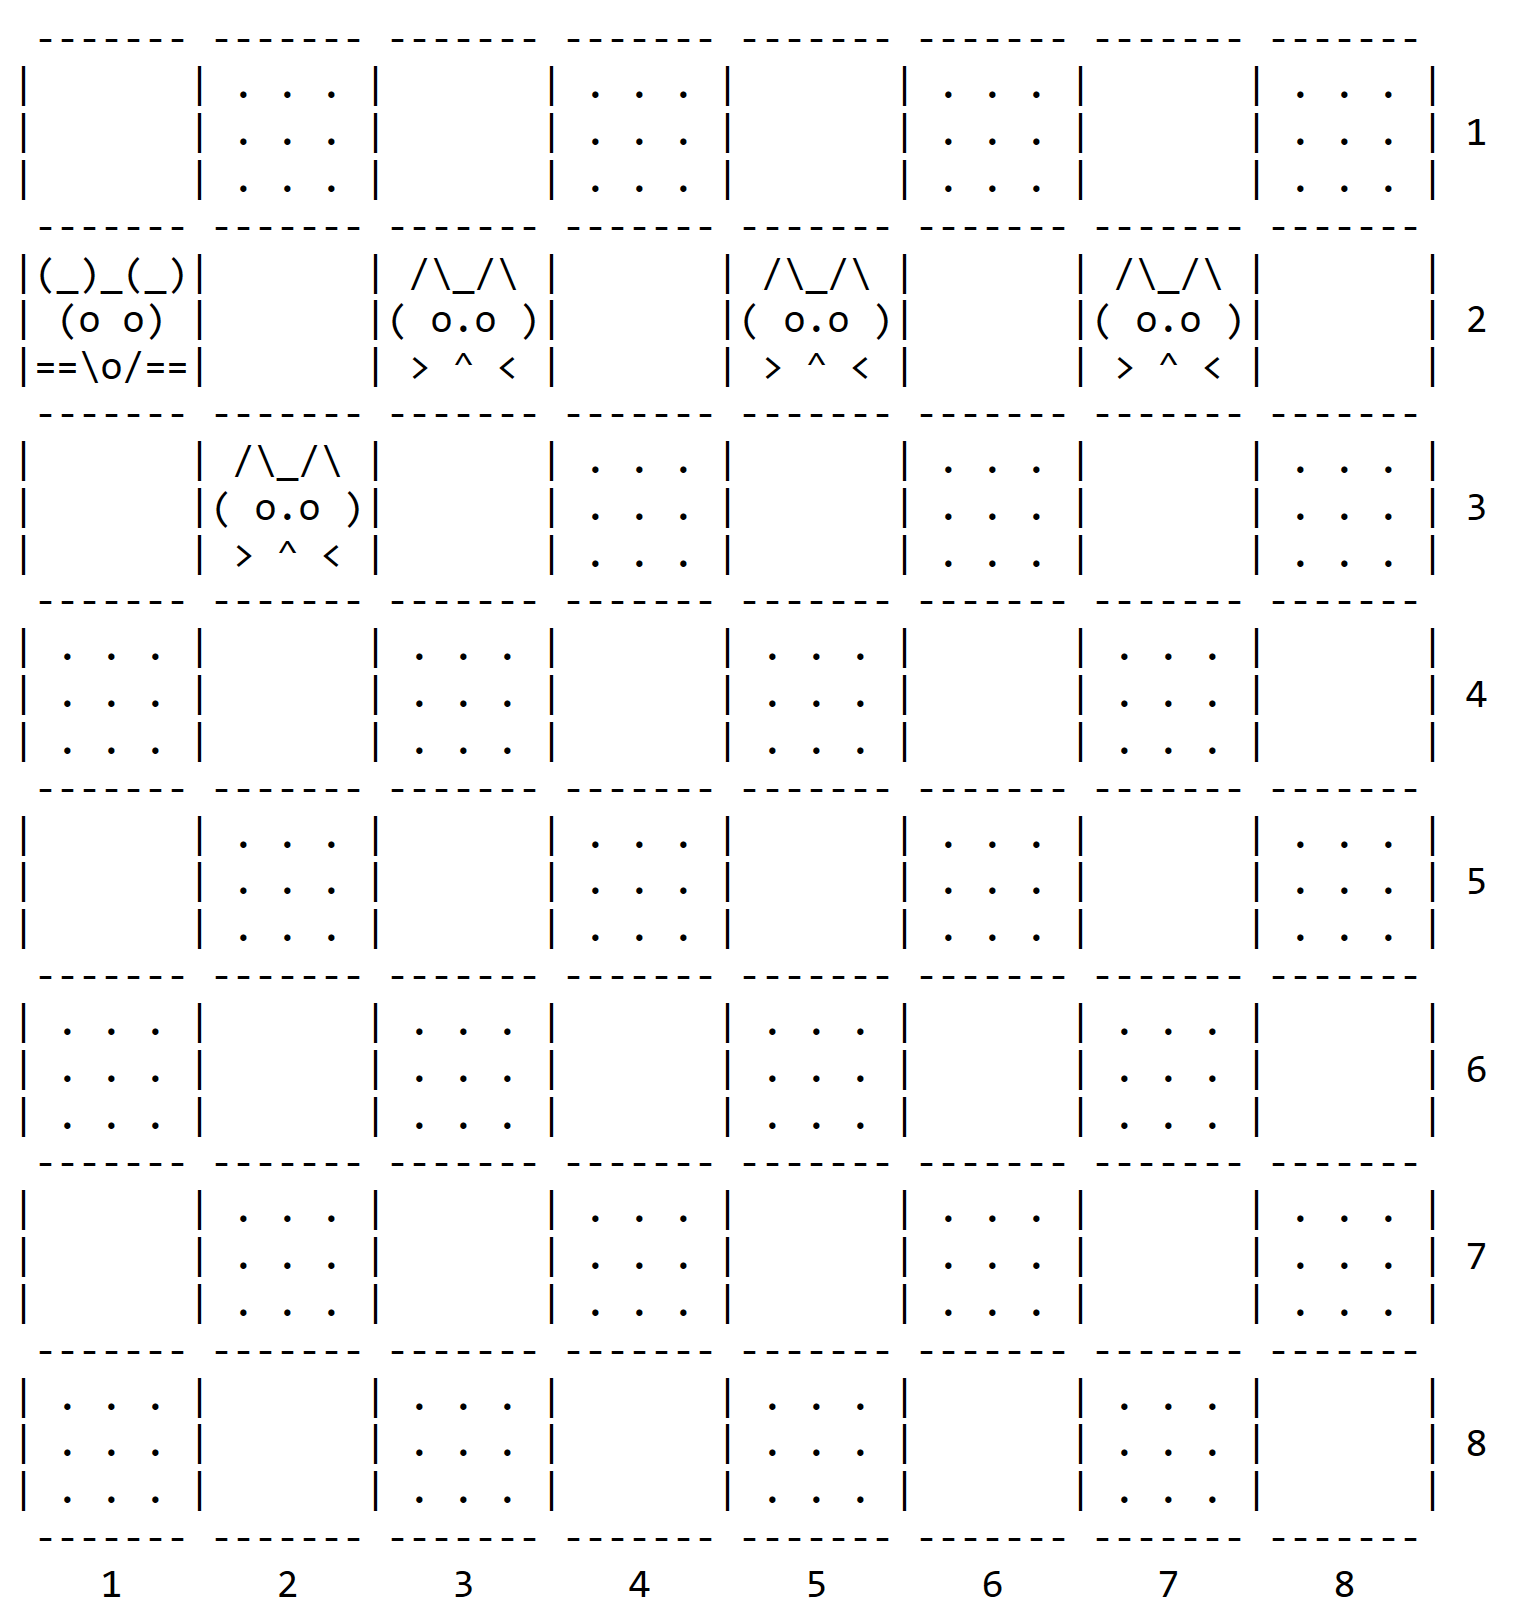 ------- ------- ------- ------- ------- ------- ------- -------
|       | . . . |       | . . . |       | . . . |       | . . . |
|       | . . . |       | . . . |       | . . . |       | . . . | 1
|       | . . . |       | . . . |       | . . . |       | . . . |
 ------- ------- ------- ------- ------- ------- ------- -------
|(_)_(_)|       | /\_/\ |       | /\_/\ |       | /\_/\ |       |
| (o o) |       |( o.o )|       |( o.o )|       |( o.o )|       | 2
|==\o/==|       | > ^ < |       | > ^ < |       | > ^ < |       |
 ------- ------- ------- ------- ------- ------- ------- -------
|       | /\_/\ |       | . . . |       | . . . |       | . . . |
|       |( o.o )|       | . . . |       | . . . |       | . . . | 3
|       | > ^ < |       | . . . |       | . . . |       | . . . |
 ------- ------- ------- ------- ------- ------- ------- -------
| . . . |       | . . . |       | . . . |       | . . . |       |
| . . . |       | . . . |       | . . . |       | . . . |       | 4
| . . . |       | . . . |       | . . . |       | . . . |       |
 ------- ------- ------- ------- ------- ------- ------- -------
|       | . . . |       | . . . |       | . . . |       | . . . |
|       | . . . |       | . . . |       | . . . |       | . . . | 5
|       | . . . |       | . . . |       | . . . |       | . . . |
 ------- ------- ------- ------- ------- ------- ------- -------
| . . . |       | . . . |       | . . . |       | . . . |       |
| . . . |       | . . . |       | . . . |       | . . . |       | 6
| . . . |       | . . . |       | . . . |       | . . . |       |
 ------- ------- ------- ------- ------- ------- ------- -------
|       | . . . |       | . . . |       | . . . |       | . . . |
|       | . . . |       | . . . |       | . . . |       | . . . | 7
|       | . . . |       | . . . |       | . . . |       | . . . |
 ------- ------- ------- ------- ------- ------- ------- -------
| . . . |       | . . . |       | . . . |       | . . . |       |
| . . . |       | . . . |       | . . . |       | . . . |       | 8
| . . . |       | . . . |       | . . . |       | . . . |       |
 ------- ------- ------- ------- ------- ------- ------- -------
    1       2       3       4       5       6       7       8